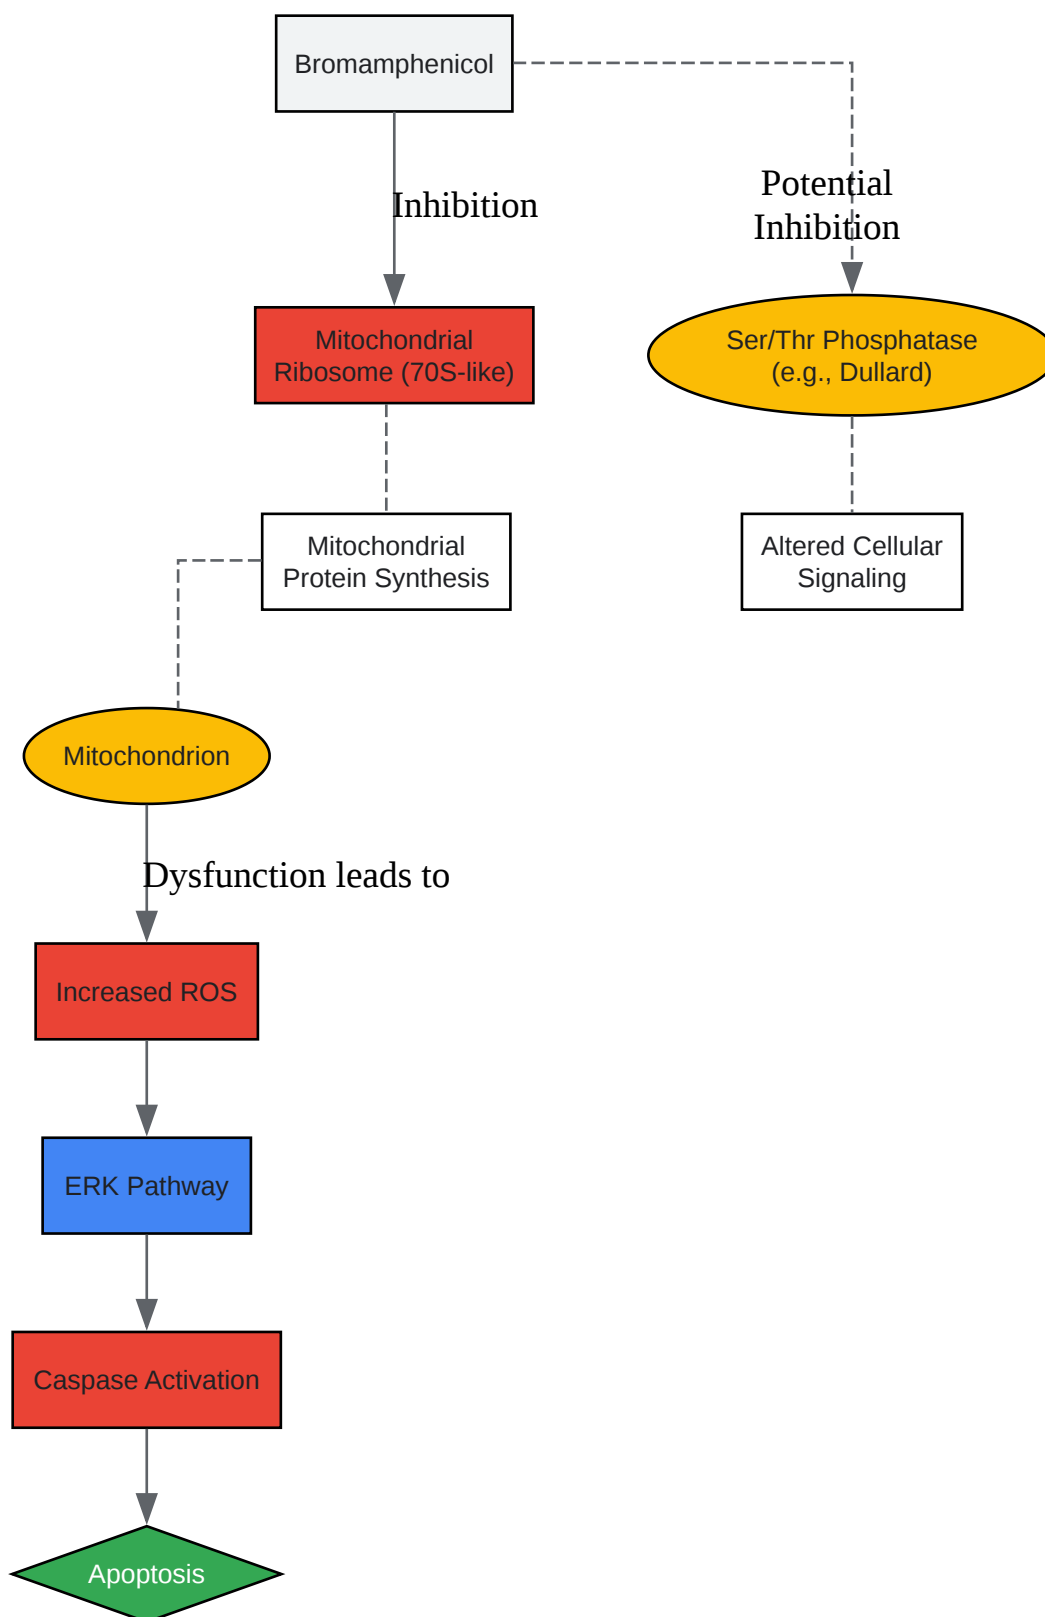 Bromamphenicol
Inhibition
Potential
Inhibition
Mitochondrial
Ribosome (70S-like)
Ser/Thr Phosphatase
(e.g., Dullard)
Mitochondrial
Protein Synthesis
Altered Cellular
Signaling
Mitochondrion
Dysfunction leads to
Increased ROS
ERK Pathway
Caspase Activation
Apoptosis